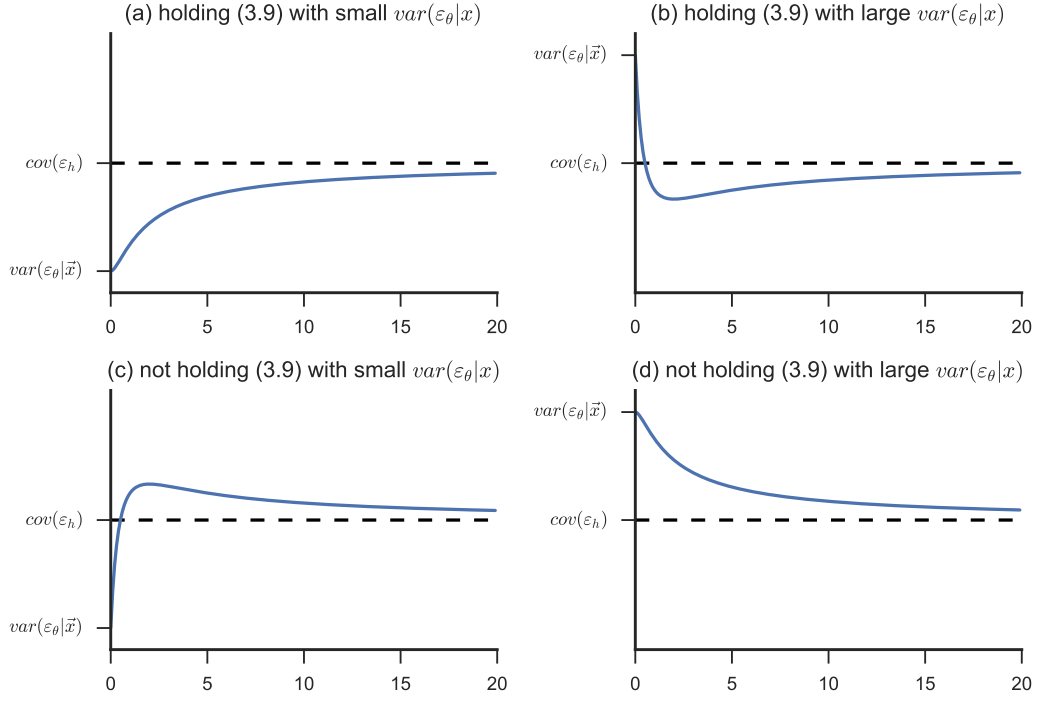 (a) holding (3.9) with small var(ε_θ|x)
cov(ε_h)
var(ε_θ|x⃗)
0 5 10 15 20
(b) holding (3.9) with large var(ε_θ|x)
var(ε_θ|x⃗)
cov(ε_h)
0 5 10 15 20
(c) not holding (3.9) with small var(ε_θ|x)
cov(ε_h)
var(ε_θ|x⃗)
0 5 10 15 20
(d) not holding (3.9) with large var(ε_θ|x)
var(ε_θ|x⃗)
cov(ε_h)
0 5 10 15 20